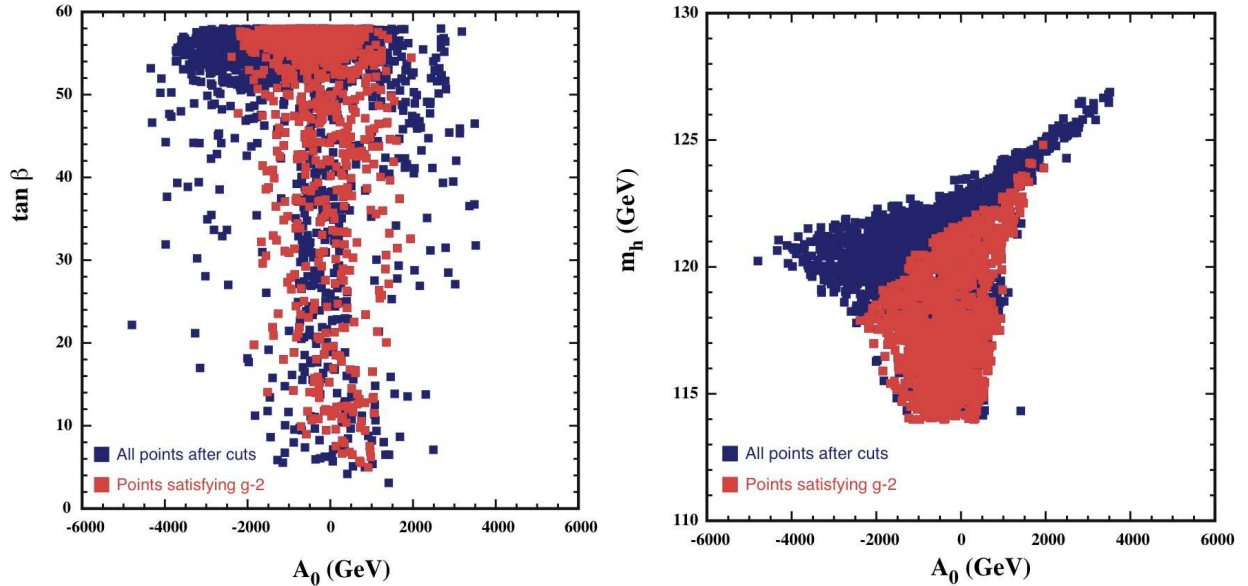 60
50
40
30
20
10
0
tan β
All points after cuts
Points satisfying g-2
-6000 -4000 -2000 0 2000 4000 6000
A0 (GeV)
130
125
120
115
110
mh (GeV)
All points after cuts
Points satisfying g-2
-6000 -4000 -2000 0 2000 4000 6000
A0 (GeV)